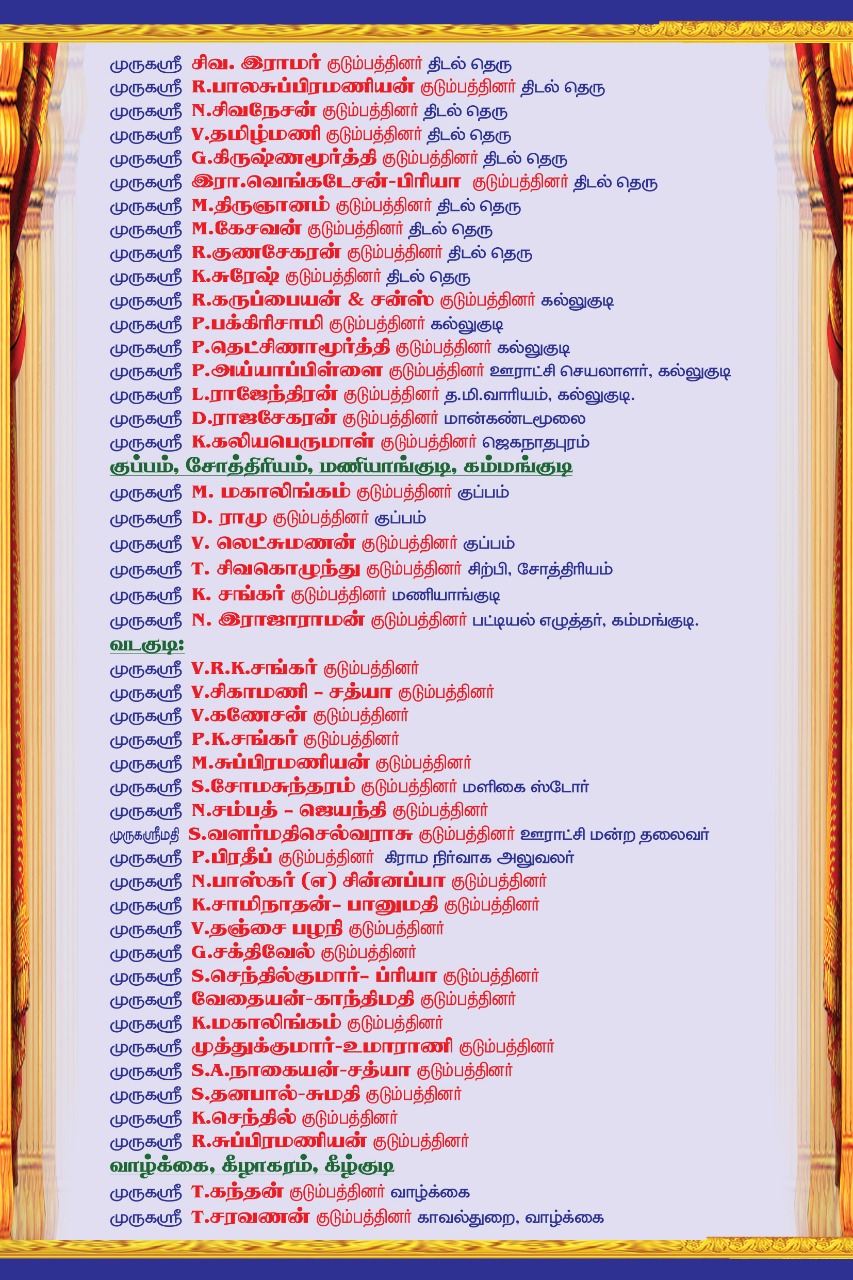 முருகஸ்ரீ சிவ. இராமர் குடும்பத்தினர் திடல் தெரு
முருகஸ்ரீ R.பாலசுப்பிரமணியன் குடும்பத்தினர் திடல் தெரு
முருகஸ்ரீ N.சிவநேசன் குடும்பத்தினர் திடல் தெரு
முருகஸ்ரீ V.தமிழ்மணி குடும்பத்தினர் திடல் தெரு
முருகஸ்ரீ G.கிருஷ்ணமூர்த்தி குடும்பத்தினர் திடல் தெரு
முருகஸ்ரீ இரா.வெங்கடேசன்-பிரியா குடும்பத்தினர் திடல் தெரு
முருகஸ்ரீ M.திருஞானம் குடும்பத்தினர் திடல் தெரு
முருகஸ்ரீ M.கேசவன் குடும்பத்தினர் திடல் தெரு
முருகஸ்ரீ R.குணசேகரன் குடும்பத்தினர் திடல் தெரு
முருகஸ்ரீ K.சுரேஷ் குடும்பத்தினர் திடல் தெரு
முருகஸ்ரீ R.கருப்பையன் & சன்ஸ் குடும்பத்தினர் கல்லுகுடி
முருகஸ்ரீ P.பக்கிரிசாமி குடும்பத்தினர் கல்லுகுடி
முருகஸ்ரீ P.தெட்சிணாமூர்த்தி குடும்பத்தினர் கல்லுகுடி
முருகஸ்ரீ P.அய்யாப்பிள்ளை குடும்பத்தினர் ஊராட்சி செயலாளர், கல்லுகுடி
முருகஸ்ரீ L.ராஜேந்திரன் குடும்பத்தினர் த.மி.வாரியம், கல்லுகுடி.
முருகஸ்ரீ D.ராஜசேகரன் குடும்பத்தினர் மான்கண்டமூலை
முருகஸ்ரீ K.கலியபெருமாள் குடும்பத்தினர் ஜெகநாதபுரம்
குப்பம், சோத்திரியம், மணியாங்குடி, கம்மங்குடி
முருகஸ்ரீ M. மகாலிங்கம் குடும்பத்தினர் குப்பம்
முருகஸ்ரீ D. ராமு குடும்பத்தினர் குப்பம்
முருகஸ்ரீ V. லெட்சுமணன் குடும்பத்தினர் குப்பம்
முருகஸ்ரீ T. சிவகொழுந்து குடும்பத்தினர் சிற்பி, சோத்திரியம்
முருகஸ்ரீ K. சங்கர் குடும்பத்தினர் மணியாங்குடி
முருகஸ்ரீ N. இராஜாராமன் குடும்பத்தினர் பட்டியல் எழுத்தர், கம்மங்குடி.
வடகுடி:
முருகஸ்ரீ V.R.K.சங்கர் குடும்பத்தினர்
முருகஸ்ரீ V.சிகாமணி - சத்யா குடும்பத்தினர்
முருகஸ்ரீ V.கணேசன் குடும்பத்தினர்
முருகஸ்ரீ P.K.சங்கர் குடும்பத்தினர்
முருகஸ்ரீ M.சுப்பிரமணியன் குடும்பத்தினர்
முருகஸ்ரீ S.சோமசுந்தரம் குடும்பத்தினர் மளிகை ஸ்டோர்
முருகஸ்ரீ N.சம்பத் - ஜெயந்தி குடும்பத்தினர்
முருகஸ்ரீமதி S.வளர்மதிசெல்வராசு குடும்பத்தினர் ஊராட்சி மன்ற தலைவர்
முருகஸ்ரீ P.பிரதீப் குடும்பத்தினர் கிராம நிர்வாக அலுவலர்
முருகஸ்ரீ N.பாஸ்கர் (எ) சின்னப்பா குடும்பத்தினர்
முருகஸ்ரீ K.சாமிநாதன்- பானுமதி குடும்பத்தினர்
முருகஸ்ரீ V.தஞ்சை பழநி குடும்பத்தினர்
முருகஸ்ரீ G.சக்திவேல் குடும்பத்தினர்
முருகஸ்ரீ S.செந்தில்குமார்- ப்ரியா குடும்பத்தினர்
முருகஸ்ரீ வேதையன்-காந்திமதி குடும்பத்தினர்
முருகஸ்ரீ K.மகாலிங்கம் குடும்பத்தினர்
முருகஸ்ரீ முத்துக்குமார்-உமாராணி குடும்பத்தினர்
முருகஸ்ரீ S.A.நாகையன்-சத்யா குடும்பத்தினர்
முருகஸ்ரீ S.தனபால்-சுமதி குடும்பத்தினர்
முருகஸ்ரீ K.செந்தில் குடும்பத்தினர்
முருகஸ்ரீ R.சுப்பிரமணியன் குடும்பத்தினர்
வாழ்க்கை, கீழாகரம், கீழ்குடி
முருகஸ்ரீ T.கந்தன் குடும்பத்தினர் வாழ்க்கை
முருகஸ்ரீ T.சரவணன் குடும்பத்தினர் காவல்துறை, வாழ்க்கை